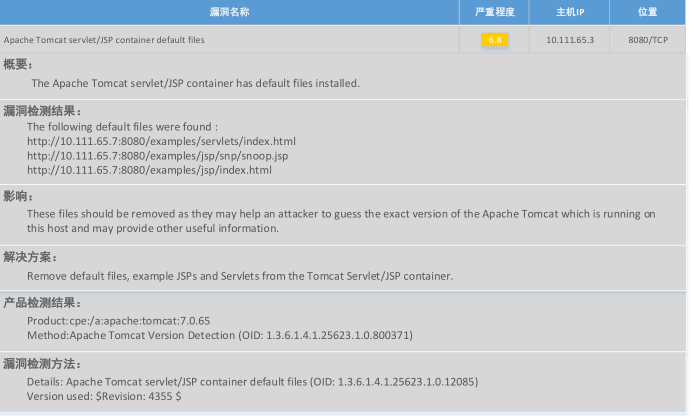 漏洞名称 严重程度 主机IP 位置
Apache Tomcat servlet/JSP container default files 6.8 10.111.65.3 8080/TCP
概要：
The Apache Tomcat servlet/JSP container has default files installed.
漏洞检测结果：
The following default files were found :
http://10.111.65.7:8080/examples/servlets/index.html
http://10.111.65.7:8080/examples/jsp/snp/snoop.jsp
http://10.111.65.7:8080/examples/jsp/index.html
影响：
These files should be removed as they may help an attacker to guess the exact version of the Apache Tomcat which is running on
this host and may provide other useful information.
解决方案：
Remove default files, example JSPs and Servlets from the Tomcat Servlet/JSP container.
产品检测结果：
Product:cpe:/a:apache:tomcat:7.0.65
Method:Apache Tomcat Version Detection (OID: 1.3.6.1.4.1.25623.1.0.800371)
漏洞检测方法：
Details: Apache Tomcat servlet/JSP container default files (OID: 1.3.6.1.4.1.25623.1.0.12085)
Version used: $Revision: 4355 $